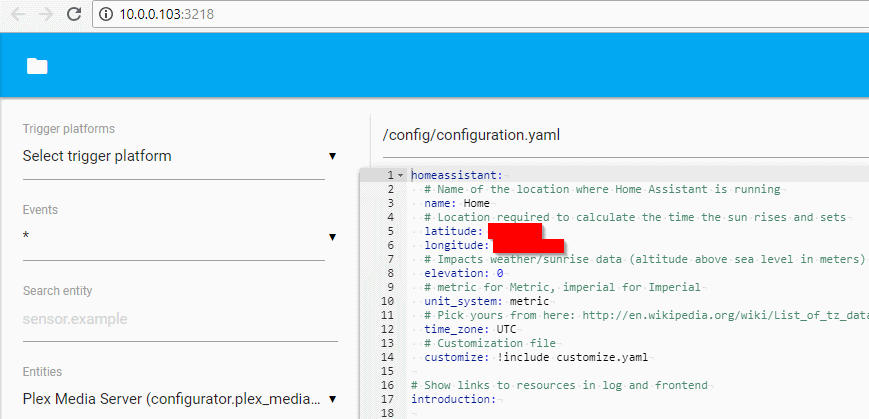 10.0.0.103:3218
Trigger platforms
Select trigger platform
Events
*
Search entity
sensor.example
Entities
Plex Media Server (configurator.plex_media...
/config/configuration.yaml
1 homeassistant:
2 # Name of the location where Home Assistant is running
3 name: Home
4 # Location required to calculate the time the sun rises and sets
5 latitude:
6 longitude:
7 # Impacts weather/sunrise data (altitude above sea level in meters)
8 elevation: 0
9 # metric for Metric, imperial for Imperial
10 unit_system: metric
11 # Pick yours from here: http://en.wikipedia.org/wiki/List_of_tz_data
12 time_zone: UTC
13 # Customization file
14 customize: !include customize.yaml
15
16 # Show links to resources in log and frontend
17 introduction:
18